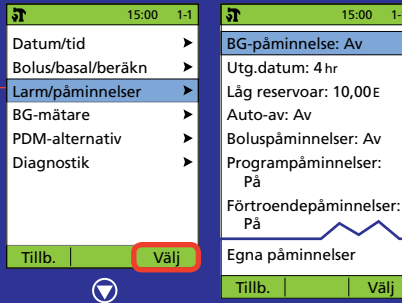 15:00 1-1
Datum/tid
Bolus/basal/beräkn
Larm/påminnelser
BG-mätare
PDM-alternativ
Diagnostik
Tillb. Välj
15:00 1-
BG-påminnelse: Av
Utg.datum: 4 hr
Låg reservoar: 10,00 E
Auto-av: Av
Boluspåminnelser: Av
Programpåminnelser:
På
Förtroendepåminnelser:
På
Egna påminnelser
Tillb. Välj